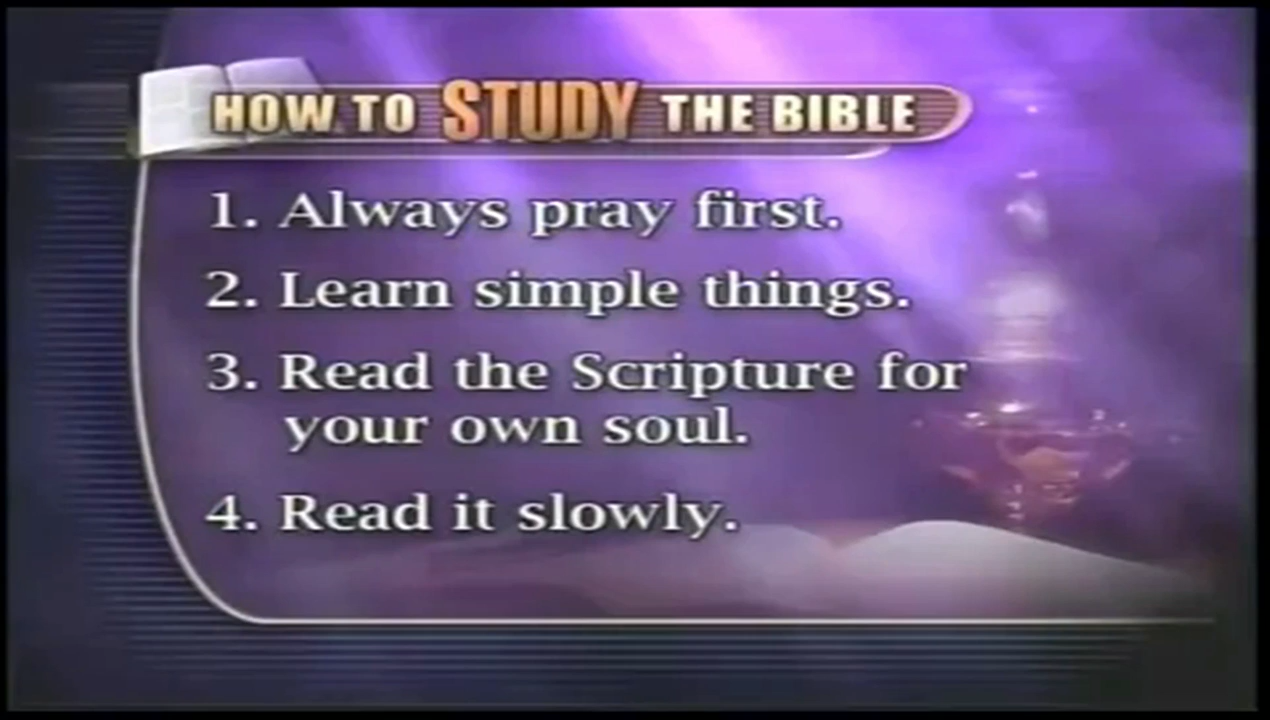 HOW TO STUDY THE BIBLE
1. Always pray first.
2. Learn simple things.
3. Read the Scripture for
your own soul.
4. Read it slowly.